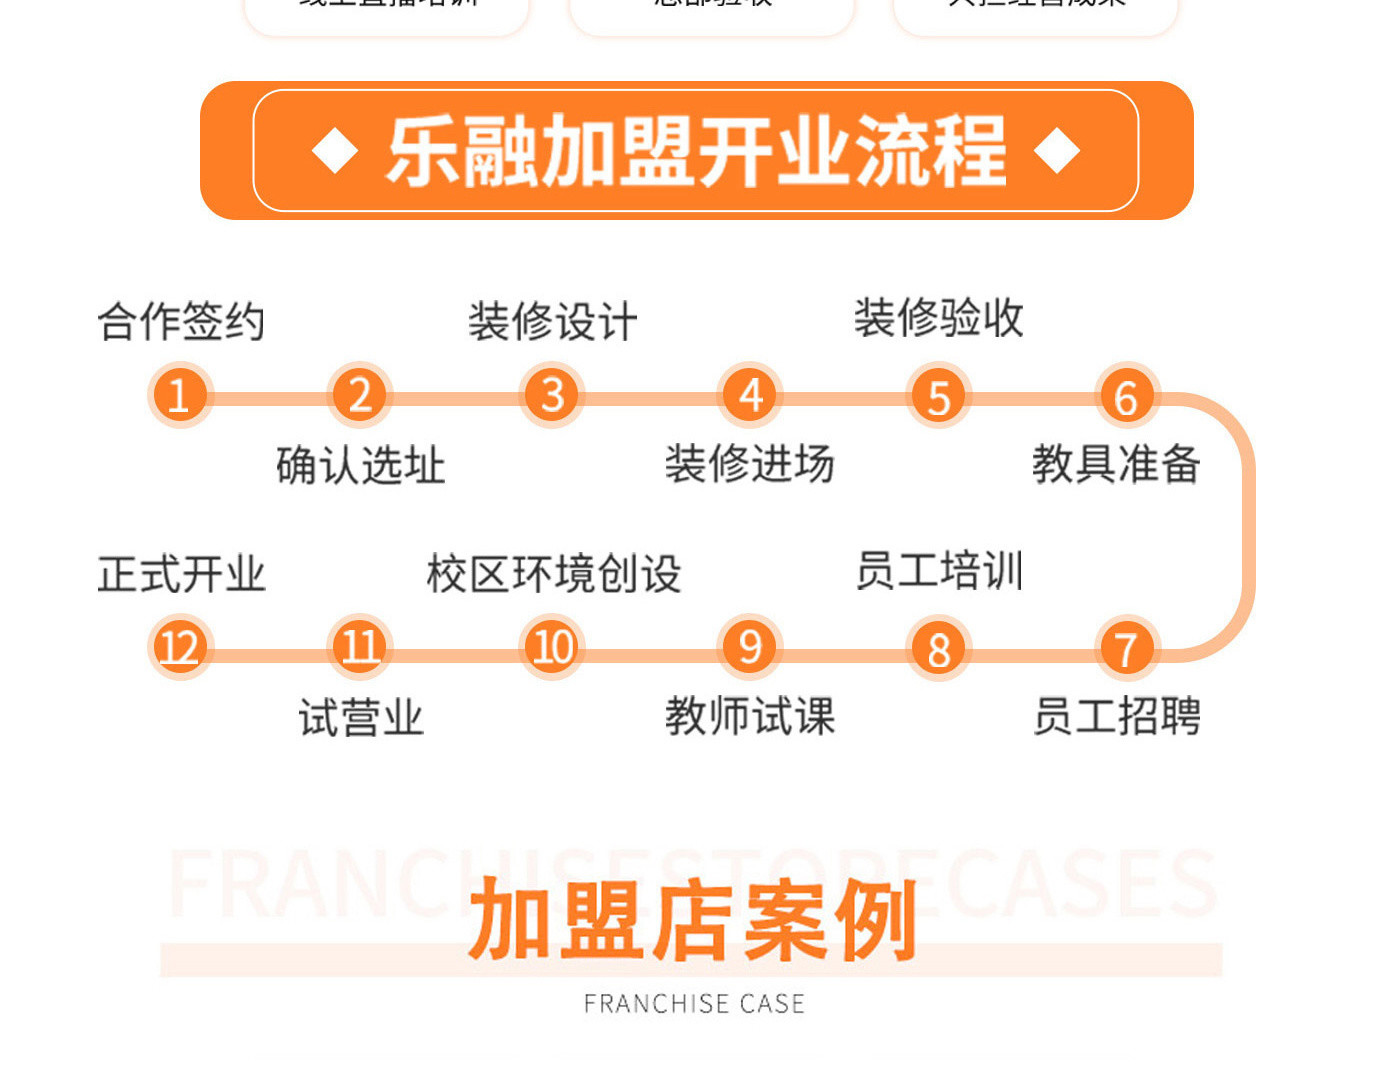 乐融加盟开业流程
合作签约
装修设计
装修验收
1 2 3 4 5 6
确认选址
装修进场
教具准备
正式开业
校区环境创设
员工培训
12 11 10 9 8 7
试营业
教师试课
员工招聘
FRANCHISESTORECASES
加盟店案例
FRANCHISE CASE